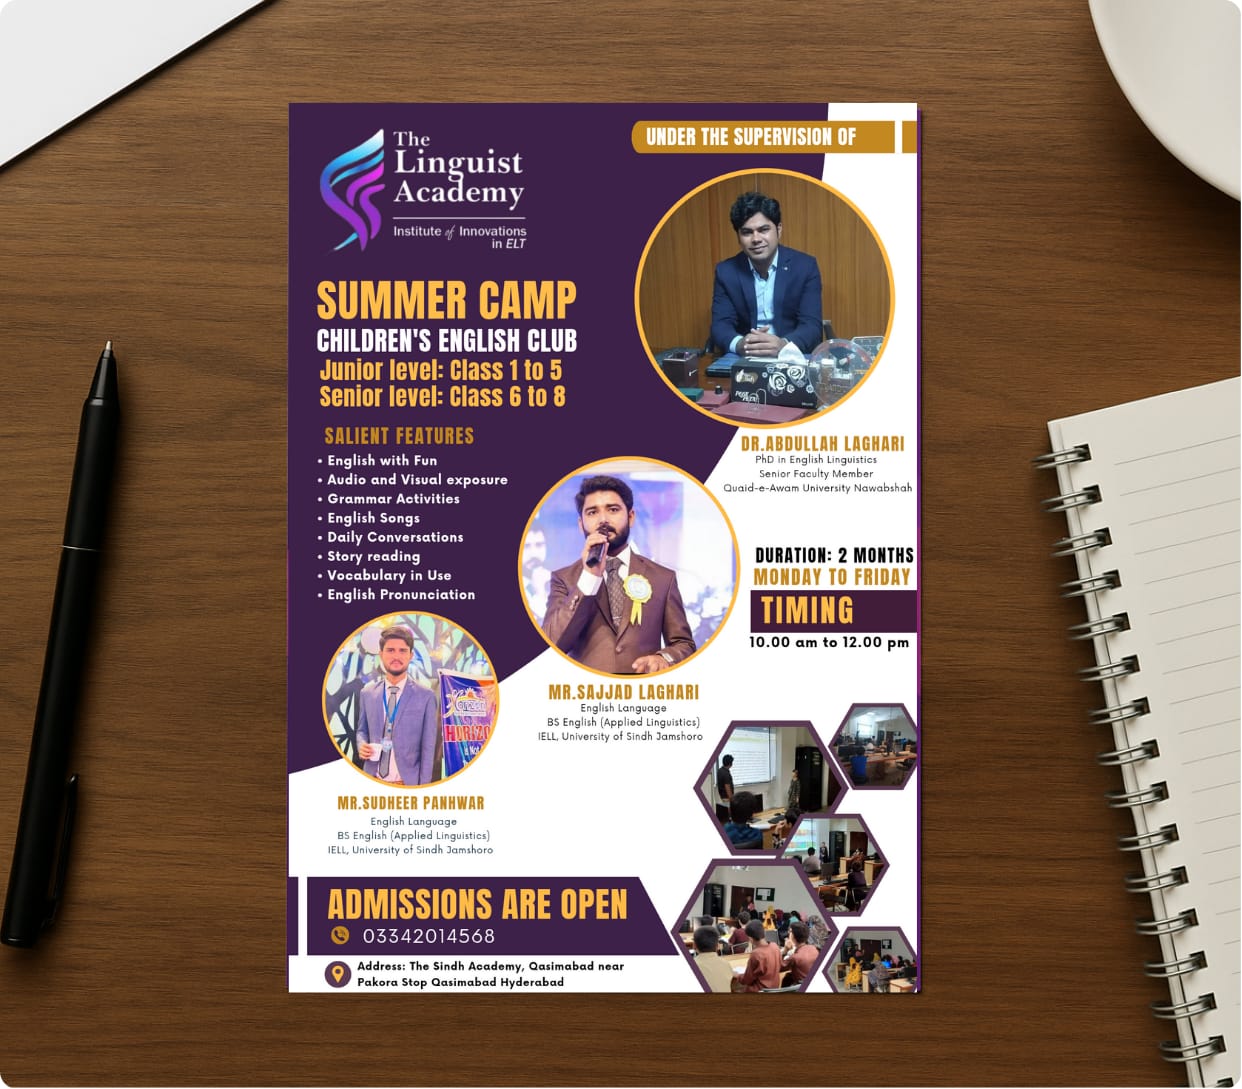 The
Linguist
Academy
Institute of Innovations
in ELT
UNDER THE SUPERVISION OF
SUMMER CAMP
CHILDREN'S ENGLISH CLUB
Junior level: Class 1 to 5
Senior level: Class 6 to 8
SALIENT FEATURES
• English with Fun
• Audio and Visual exposure
• Grammar Activities
• English Songs
• Daily Conversations
• Story reading
• Vocabulary in Use
• English Pronunciation
DR.ABDULLAH LAGHARI
PhD in English Linguistics
Senior Faculty Member
Quaid-e-Awam University Nawabshah
DURATION: 2 MONTHS
MONDAY TO FRIDAY
TIMING
10.00 am to 12.00 pm
MR.SAJJAD LAGHARI
English Language
BS English (Applied Linguistics)
IELL, University of Sindh Jamshoro
MR.SUDHEER PANHWAR
English Language
BS English (Applied Linguistics)
IELL, University of Sindh Jamshoro
ADMISSIONS ARE OPEN
03342014568
Address: The Sindh Academy, Qasimabad near
Pakora Stop Qasimabad Hyderabad